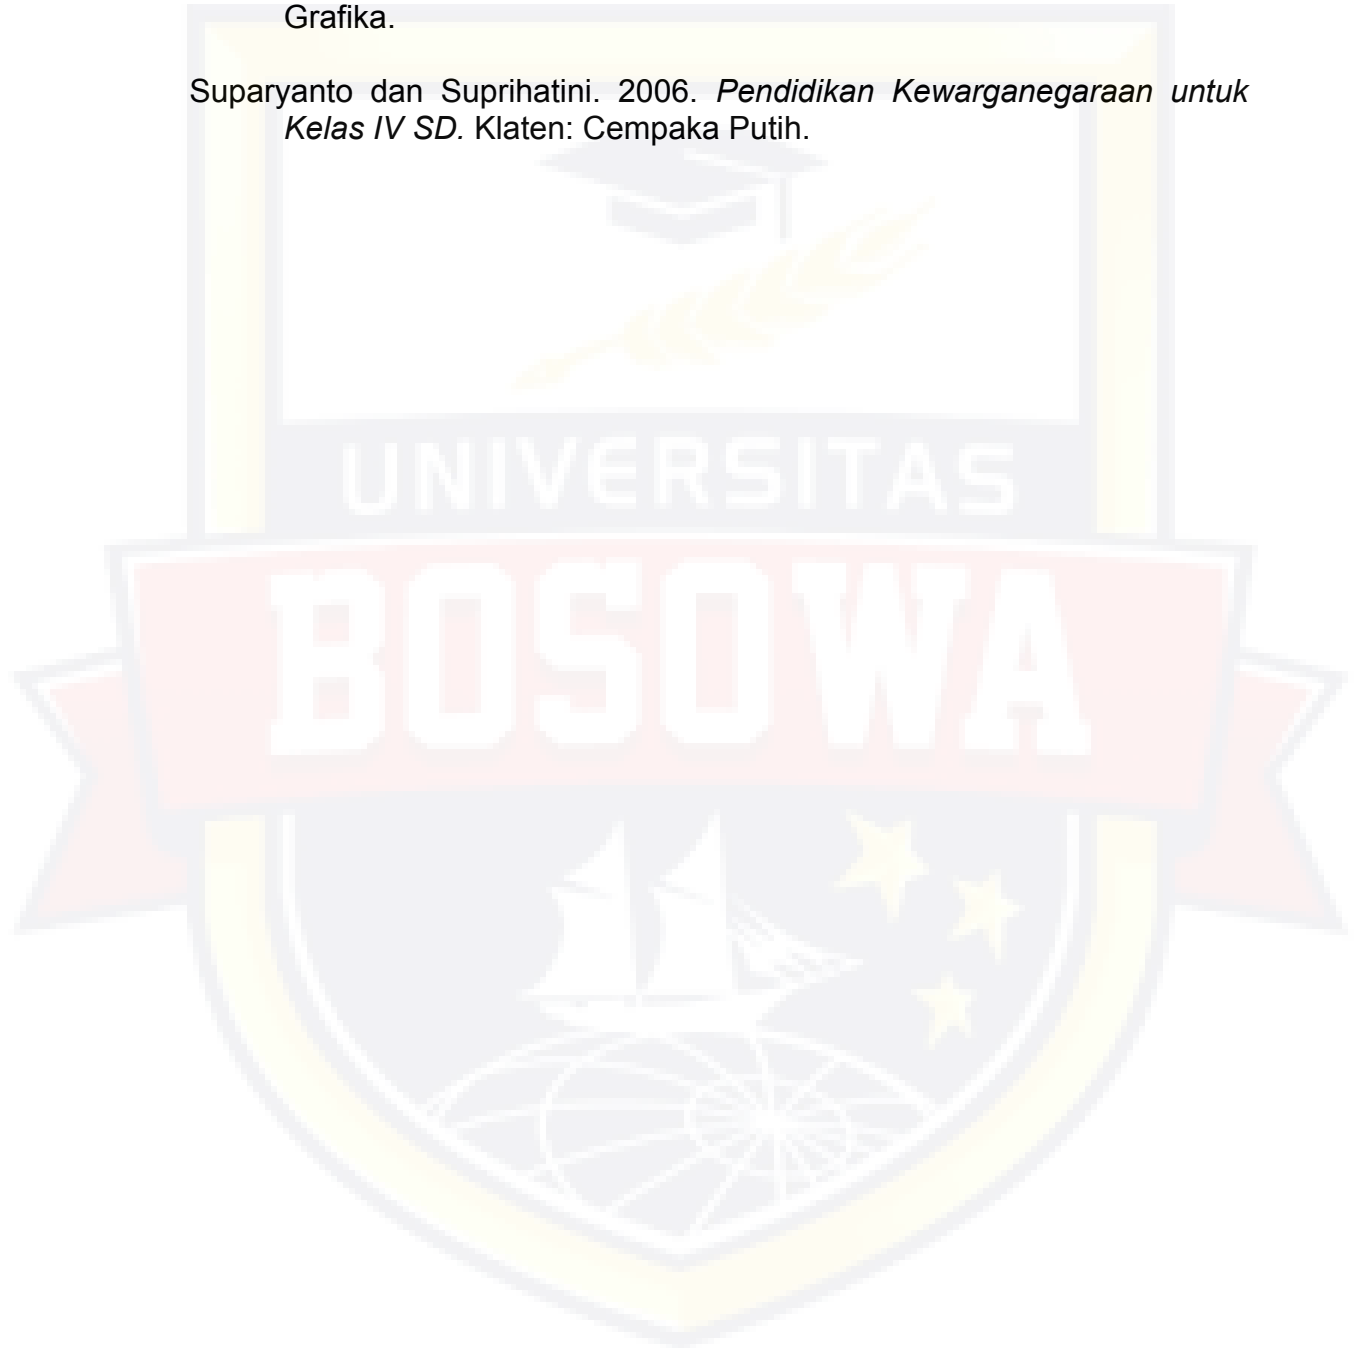 Grafika.
Suparyanto dan Suprihatini. 2006. Pendidikan Kewarganegaraan untuk
Kelas IV SD. Klaten: Cempaka Putih.
UNIVERSITAS
BOSOWA